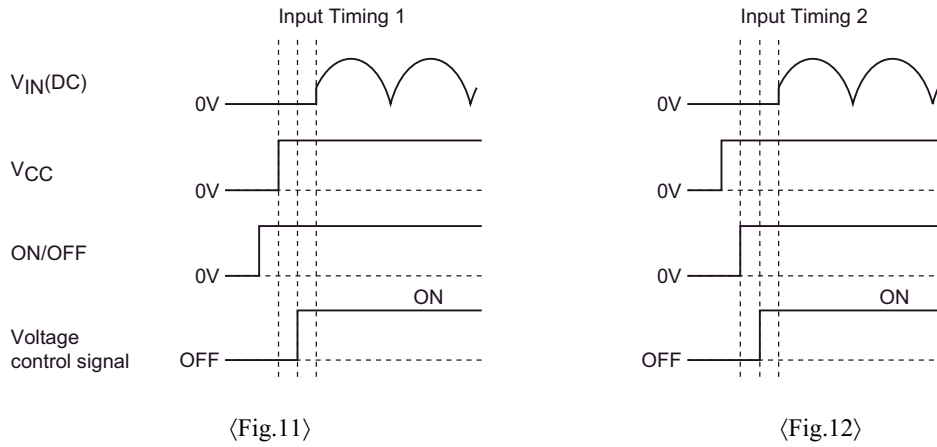 Input Timing 1
Input Timing 2
VIN(DC)
0V
0V
VCC
0V
0V
ON/OFF
0V
0V
ON
ON
Voltage
control signal
OFF
OFF
〈Fig.11〉
〈Fig.12〉